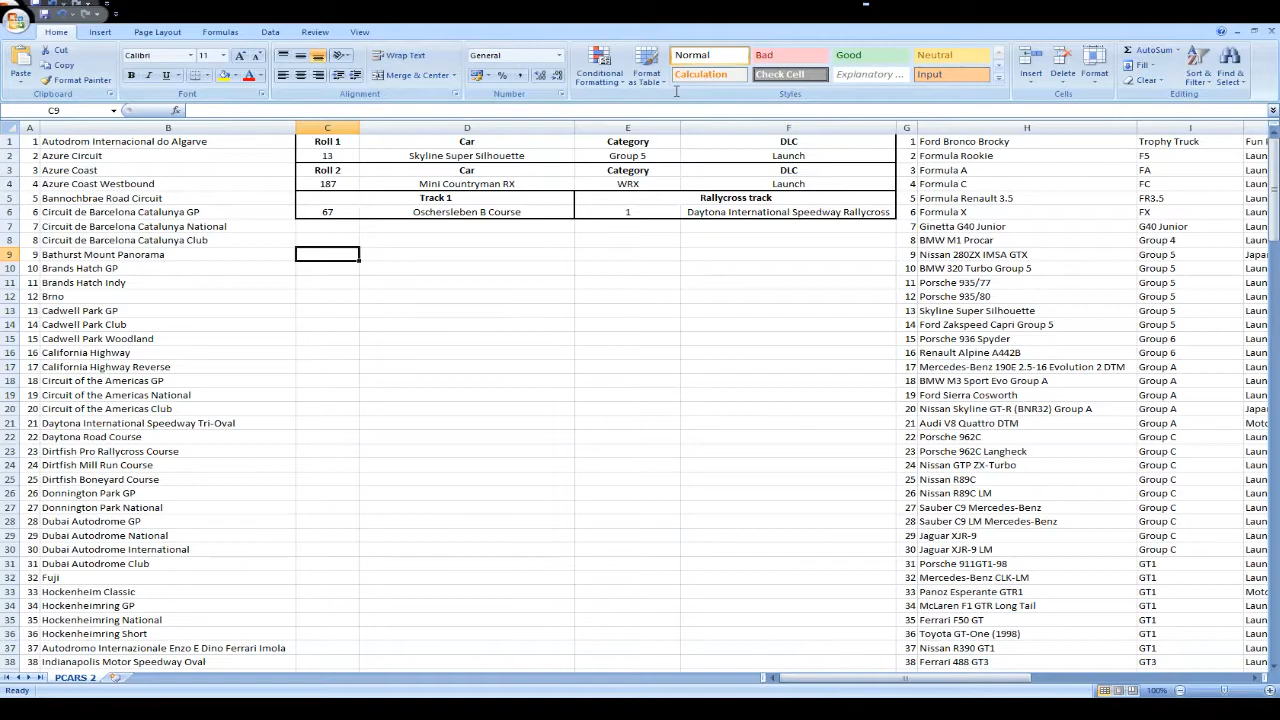 Home Insert Page Layout Formulas Data Review View
Paste Cut Calibri 11 Wrap Text General Conditional Formatting Format as Table Normal Bad Good Neutral Insert Delete Format AutoSum Sort & Filter Find & Select
Copy Merge & Center Calculation Check Cell Explanatory ... Input Fill
Format Painter Clear
Clipboard Font Alignment Number Styles Cells Editing
C9 fx
A B C D E F G H I
1 1 Autodrom Internacional do Algarve Roll 1 Car Category DLC 1 Ford Bronco Brocky Trophy Truck Fun
2 2 Azure Circuit 13 Skyline Super Silhouette Group 5 Launch 2 Formula Rookie F5 Laun
3 3 Azure Coast Roll 2 Car Category DLC 3 Formula A FA Laun
4 4 Azure Coast Westbound 187 Mini Countryman RX WRX Launch 4 Formula C FC Laun
5 5 Bannochbrae Road Circuit Track 1 Rallycross track 5 Formula Renault 3.5 FR3.5 Laun
6 6 Circuit de Barcelona Catalunya GP 67 Oschersleben B Course 1 Daytona International Speedway Rallycross 6 Formula X FX Laun
7 7 Circuit de Barcelona Catalunya National 7 Ginetta G40 Junior G40 Junior Laun
8 8 Circuit de Barcelona Catalunya Club 8 BMW M1 Procar Group 4 Laun
9 9 Bathurst Mount Panorama 9 Nissan 280ZX IMSA GTX Group 5 Japa
10 10 Brands Hatch GP 10 BMW 320 Turbo Group 5 Group 5 Laun
11 11 Brands Hatch Indy 11 Porsche 935/77 Group 5 Laun
12 12 Brno 12 Porsche 935/80 Group 5 Laun
13 13 Cadwell Park GP 13 Skyline Super Silhouette Group 5 Laun
14 14 Cadwell Park Club 14 Ford Zakspeed Capri Group 5 Group 5 Laun
15 15 Cadwell Park Woodland 15 Porsche 936 Spyder Group 6 Laun
16 16 California Highway 16 Renault Alpine A442B Group 6 Laun
17 17 California Highway Reverse 17 Mercedes-Benz 190E 2.5-16 Evolution 2 DTM Group A Laun
18 18 Circuit of the Americas GP 18 BMW M3 Sport Evo Group A Group A Laun
19 19 Circuit of the Americas National 19 Ford Sierra Cosworth Group A Laun
20 20 Circuit of the Americas Club 20 Nissan Skyline GT-R (BNR32) Group A Group A Japa
21 21 Daytona International Speedway Tri-Oval 21 Audi V8 Quattro DTM Group A Moto
22 22 Daytona Road Course 22 Porsche 962C Group C Laun
23 23 Dirtfish Pro Rallycross Course 23 Porsche 962C Langheck Group C Laun
24 24 Dirtfish Mill Run Course 24 Nissan GTP ZX-Turbo Group C Laun
25 25 Dirtfish Boneyard Course 25 Nissan R89C Group C Laun
26 26 Donnington Park GP 26 Nissan R89C LM Group C Laun
27 27 Donnington Park National 27 Sauber C9 Mercedes-Benz Group C Laun
28 28 Dubai Autodrome GP 28 Sauber C9 LM Mercedes-Benz Group C Laun
29 29 Dubai Autodrome National 29 Jaguar XJR-9 Group C Laun
30 30 Dubai Autodrome International 30 Jaguar XJR-9 LM Group C Laun
31 31 Dubai Autodrome Club 31 Porsche 911GT1-98 GT1 Laun
32 32 Fuji 32 Mercedes-Benz CLK-LM GT1 Laun
33 33 Hockenheim Classic 33 Panoz Esperante GTR1 GT1 Moto
34 34 Hockenheimring GP 34 McLaren F1 GTR Long Tail GT1 Laun
35 35 Hockenheimring National 35 Ferrari F50 GT GT1 Laun
36 36 Hockenheimring Short 36 Toyota GT-One (1998) GT1 Laun
37 37 Autodromo Internazionale Enzo E Dino Ferrari Imola 37 Nissan R390 GT1 GT1 Laun
38 38 Indianapolis Motor Speedway Oval 38 Ferrari 488 GT3 GT3 Laun
PCARS 2
Ready 100%